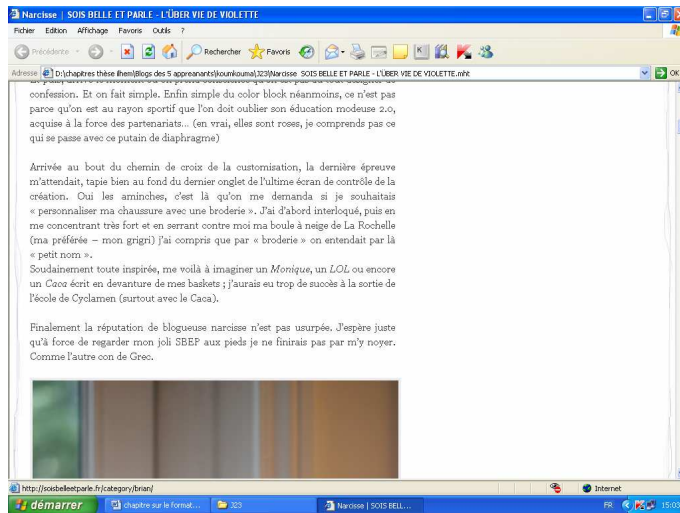 Narcisse | SOIS BELLE ET PARLE - L'ÜBER VIE DE VIOLETTE
Fichier Edition Affichage Favoris Outils ?
Précédente Rechercher Favoris
Adresse D:\chapitres thèse ilhem\Blogs des 5 appreanants\koumkouma\J23\Narcisse SOIS BELLE ET PARLE - L'ÜBER VIE DE VIOLETTE.mht OK
confession. Et on fait simple. Enfin simple du color block néanmoins, ce n'est pas
parce qu'on est au rayon sportif que l'on doit oublier son éducation modeuse 2.0,
acquise à la force des partenariats... (en vrai, elles sont roses, je comprends pas ce
qui se passe avec ce putain de diaphragme)
Arrivée au bout du chemin de croix de la customisation, la dernière épreuve
m'attendait, tapie bien au fond du dernier onglet de l'ultime écran de contrôle de la
création. Oui les aminches, c'est là qu'on me demanda si je souhaitais
« personnaliser ma chaussure avec une broderie ». J'ai d'abord interloqué, puis en
me concentrant très fort et en serrant contre moi ma boule à neige de La Rochelle
(ma préférée – mon grigri) j'ai compris que par « broderie » on entendait par là
« petit nom ».
Soudainement toute inspirée, me voilà à imaginer un Monique, un LOL ou encore
un Caca écrit en devanture de mes baskets ; j'aurais eu trop de succès à la sortie de
l'école de Cyclamen (surtout avec le Caca).
Finalement la réputation de blogueuse narcisse n'est pas usurpée. J'espère juste
qu'à force de regarder mon joli SBEP aux pieds je ne finirais pas par m'y noyer.
Comme l'autre con de Grec.
http://soisbelleetparle.fr/category/brian/ Internet
démarrer chapitre sur le format... J23 Narcisse | SOIS BELL... FR 15:03